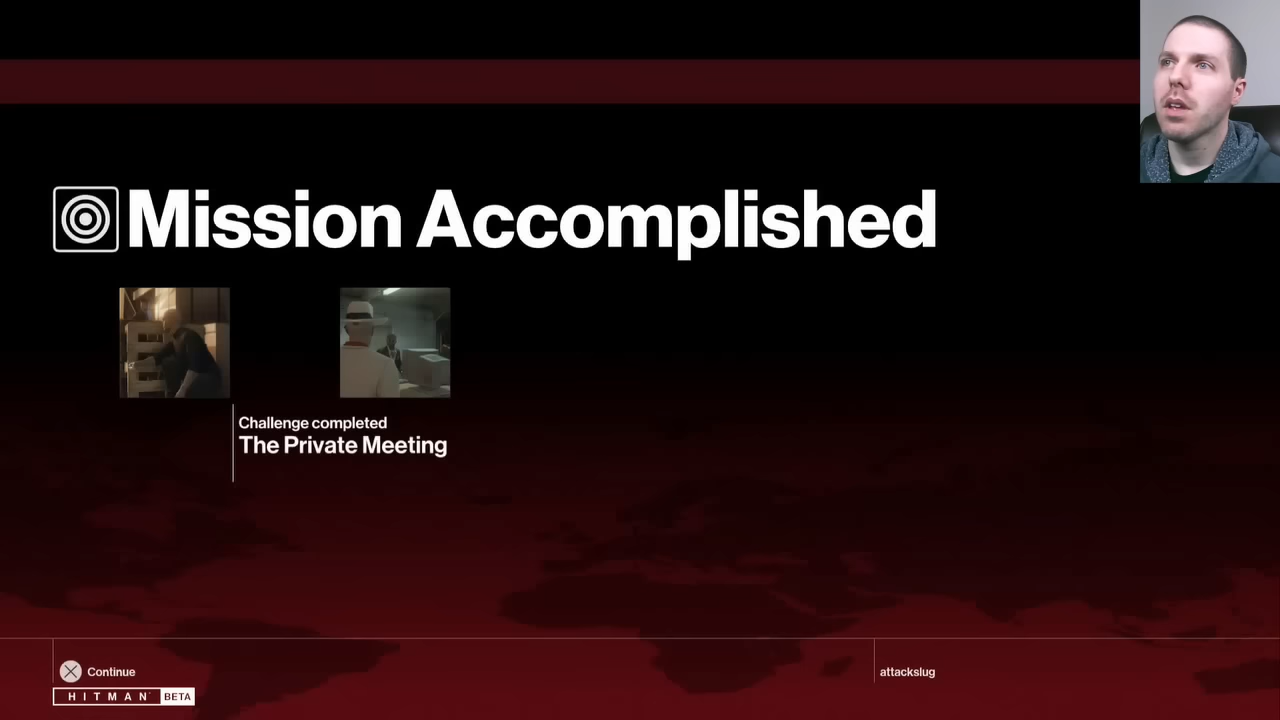 Mission Accomplished
Challenge completed
The Private Meeting
Continue
attackslug
HITMAN BETA